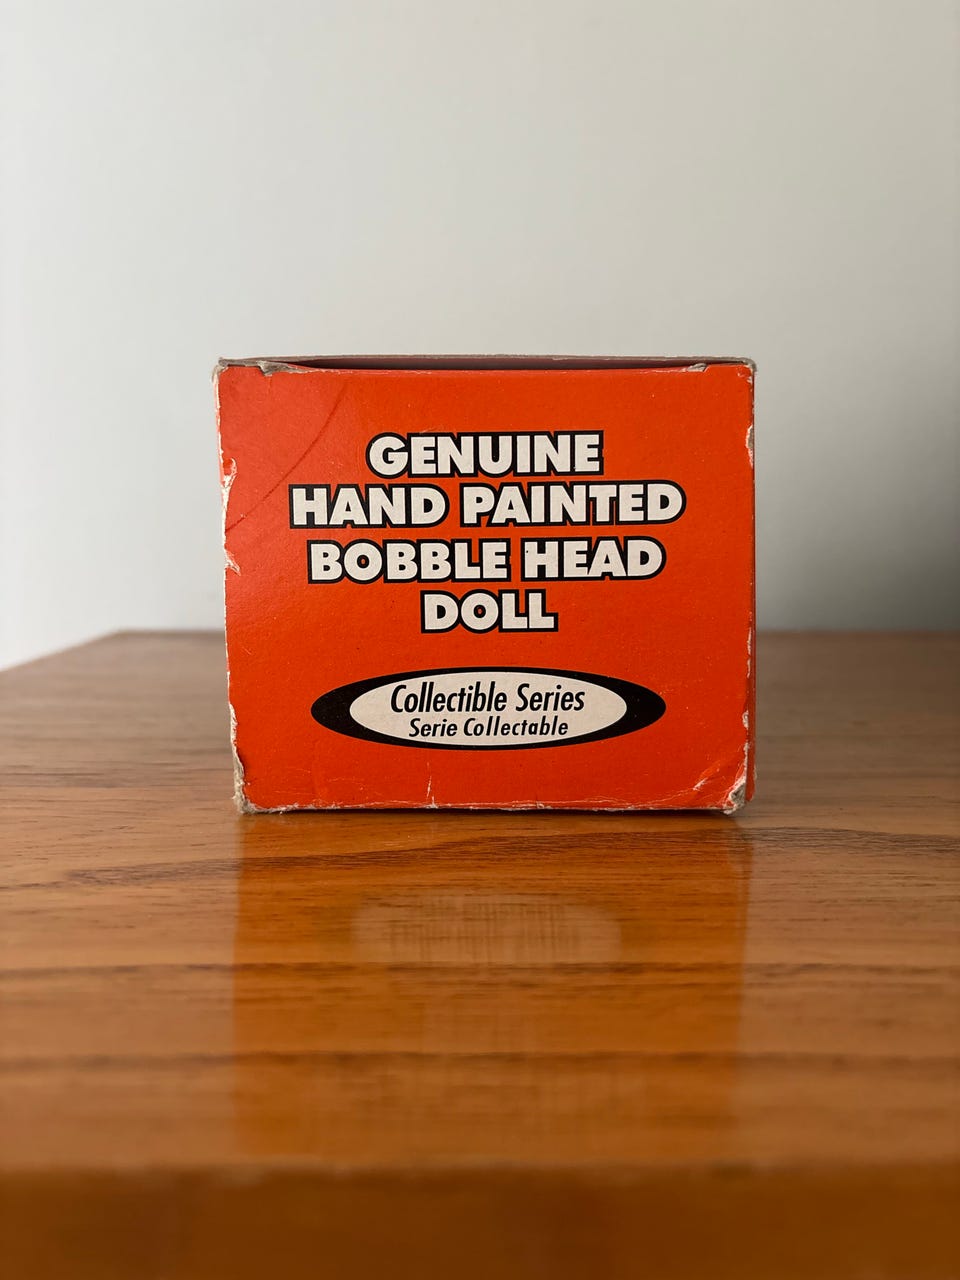 GENUINE
HAND PAINTED
BOBBLE HEAD
DOLL
Collectible Series
Serie Collectable